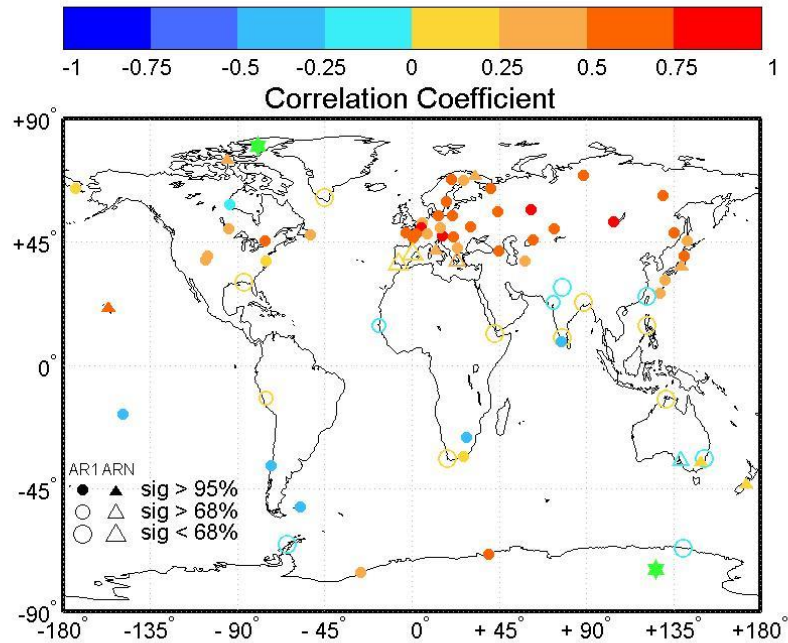 -1 -0.75 -0.5 -0.25 0 0.25 0.5 0.75 1
Correlation Coefficient
+90°
+45°
0°
-45°
-90°
AR1 ARN
sig > 95%
sig > 68%
sig < 68%
-180° -135° -90° -45° 0° +45° +90° +135° +180°